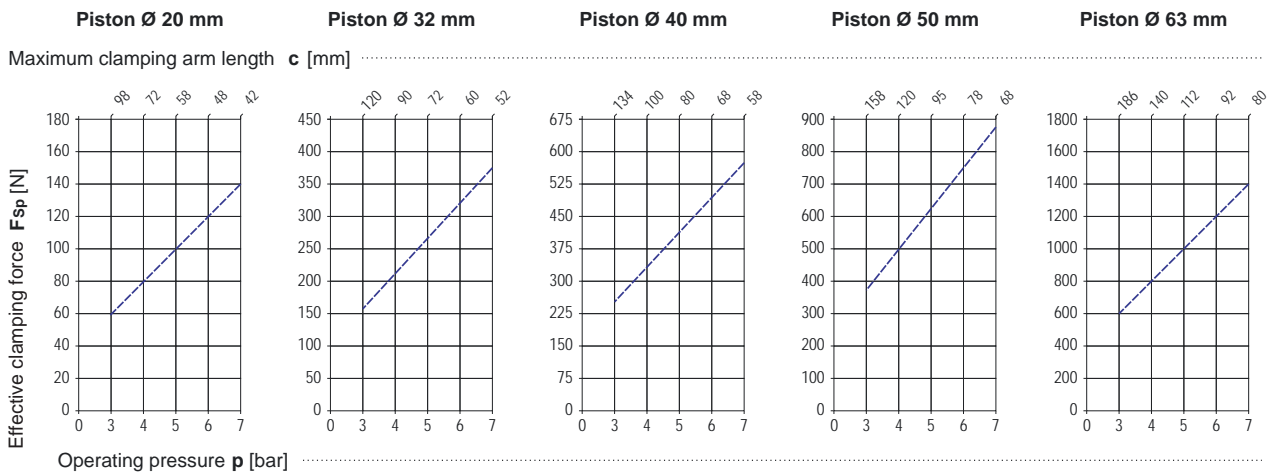 Piston Ø 20 mm Piston Ø 32 mm Piston Ø 40 mm Piston Ø 50 mm Piston Ø 63 mm
Maximum clamping arm length c [mm]
98 72 58 48 42 120 90 72 60 52 134 100 80 68 58 158 120 95 78 68 186 140 112 92 80
Effective clamping force Fsp [N]
180 450 675 900 1800
160 400 600 800 1600
140 350 525 700 1400
120 300 450 600 1200
100 250 375 500 1000
80 200 300 400 800
60 150 225 300 600
40 100 150 200 400
20 50 75 100 200
0 0 0 0 0
0 3 4 5 6 7 0 3 4 5 6 7 0 3 4 5 6 7 0 3 4 5 6 7 0 3 4 5 6 7
Operating pressure p [bar]